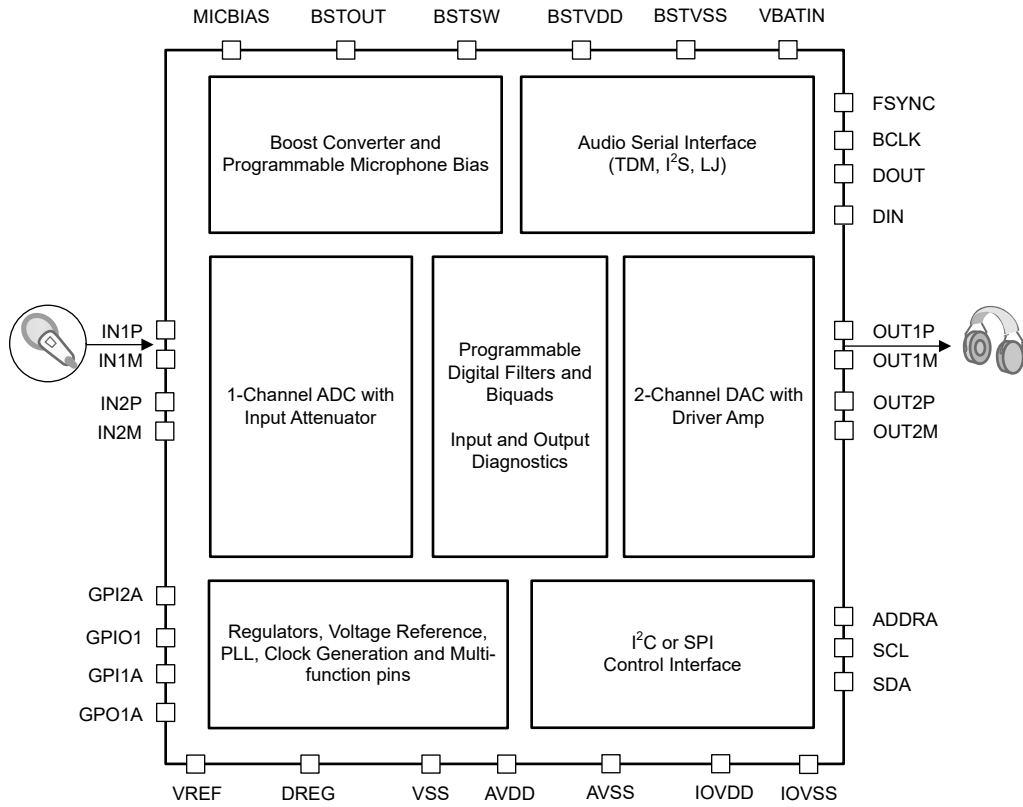 MICBIAS BSTOUT BSTSW BSTVDD BSTVSS VBATIN
Boost Converter and
Programmable Microphone Bias
Audio Serial Interface
(TDM, I²S, LJ)
FSYNC
BCLK
DOUT
DIN
IN1P
IN1M
IN2P
IN2M
1-Channel ADC with
Input Attenuator
Programmable
Digital Filters and
Biquads
Input and Output
Diagnostics
2-Channel DAC with
Driver Amp
OUT1P
OUT1M
OUT2P
OUT2M
GPI2A
GPIO1
GPI1A
GPO1A
Regulators, Voltage Reference,
PLL, Clock Generation and Multi-
function pins
I²C or SPI
Control Interface
ADDRA
SCL
SDA
VREF DREG VSS AVDD AVSS IOVDD IOVSS